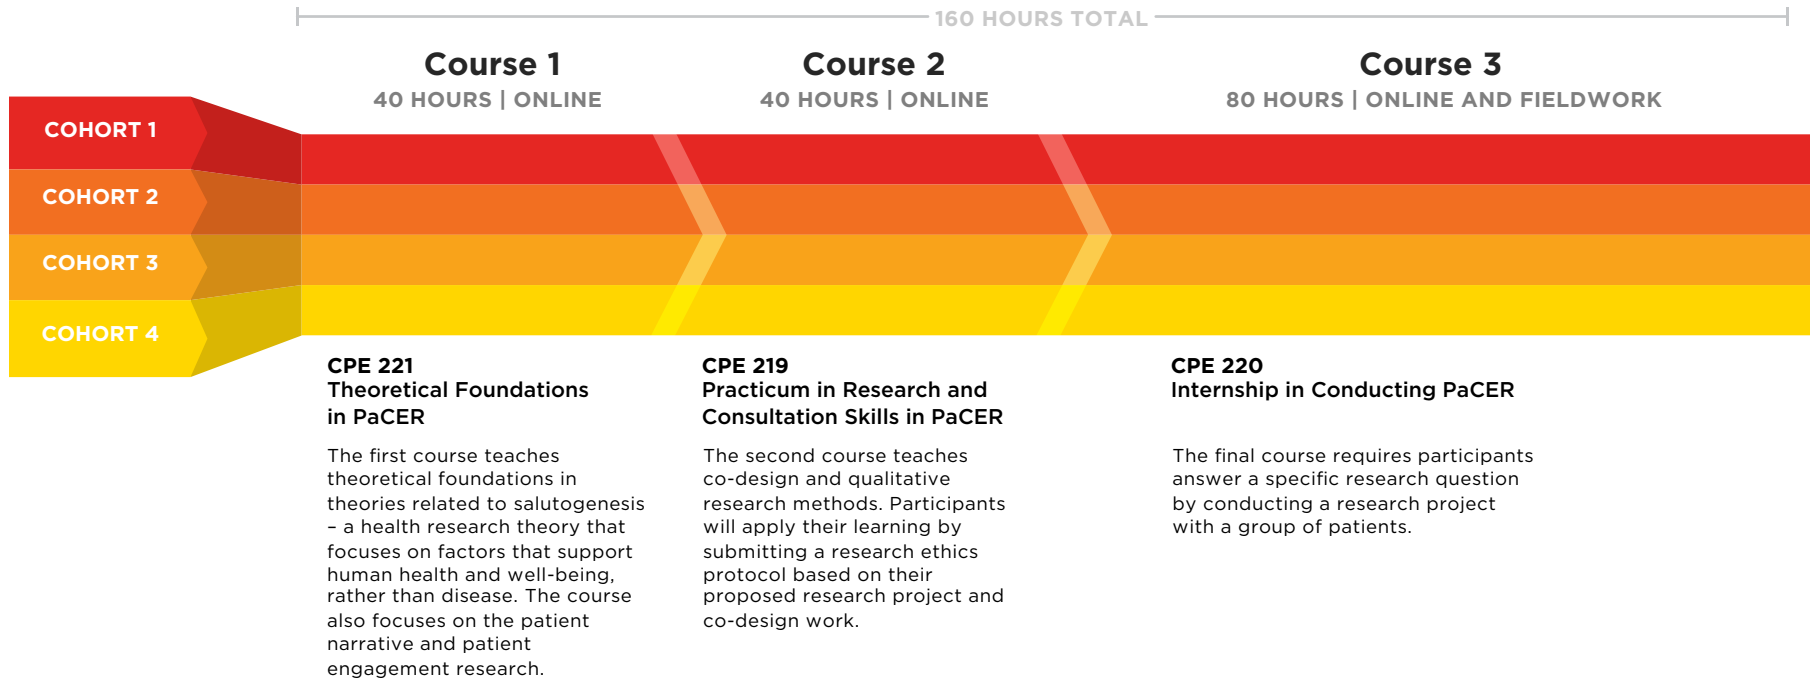 160 HOURS TOTAL
Course 1
40 HOURS | ONLINE
Course 2
40 HOURS | ONLINE
Course 3
80 HOURS | ONLINE AND FIELDWORK
COHORT 1
COHORT 2
COHORT 3
COHORT 4
CPE 221
Theoretical Foundations
in PaCER
The first course teaches
theoretical foundations in
theories related to salutogenesis
– a health research theory that
focuses on factors that support
human health and well-being,
rather than disease. The course
also focuses on the patient
narrative and patient
engagement research.
CPE 219
Practicum in Research and
Consultation Skills in PaCER
The second course teaches
co-design and qualitative
research methods. Participants
will apply their learning by
submitting a research ethics
protocol based on their
proposed research project and
co-design work.
CPE 220
Internship in Conducting PaCER
The final course requires participants
answer a specific research question
by conducting a research project
with a group of patients.